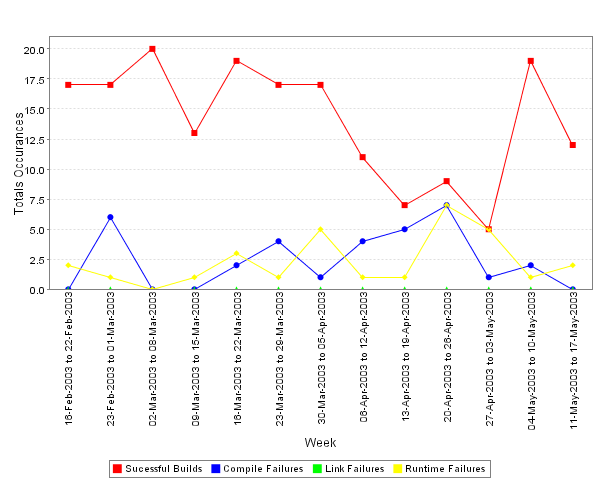 20.0
17.5
15.0
12.5
10.0
7.5
5.0
2.5
0.0
Totals Occurances
16-Feb-2003 to 22-Feb-2003
23-Feb-2003 to 01-Mar-2003
02-Mar-2003 to 08-Mar-2003
09-Mar-2003 to 15-Mar-2003
16-Mar-2003 to 22-Mar-2003
23-Mar-2003 to 29-Mar-2003
30-Mar-2003 to 05-Apr-2003
06-Apr-2003 to 12-Apr-2003
13-Apr-2003 to 19-Apr-2003
20-Apr-2003 to 26-Apr-2003
27-Apr-2003 to 03-May-2003
04-May-2003 to 10-May-2003
11-May-2003 to 17-May-2003
Week
Sucessful Builds Compile Failures Link Failures Runtime Failures